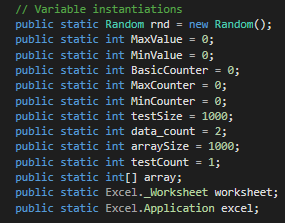 // Variable instantiations
public static Random rnd = new Random();
public static int MaxValue = 0;
public static int MinValue = 0;
public static int BasicCounter = 0;
public static int MaxCounter = 0;
public static int MinCounter = 0;
public static int testSize = 1000;
public static int data_count = 2;
public static int arraySize = 1000;
public static int testCount = 1;
public static int[] array;
public static Excel._Worksheet worksheet;
public static Excel.Application excel;